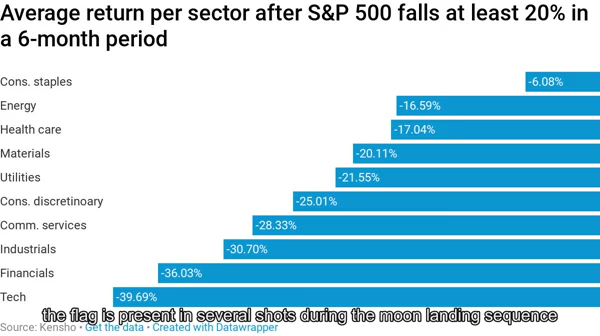 Average return per sector after S&P 500 falls at least 20% in
a 6-month period
Cons. staples -6.08%
Energy -16.59%
Health care -17.04%
Materials -20.11%
Utilities -21.55%
Cons. discretinoary -25.01%
Comm. services -28.33%
Industrials -30.70%
Financials -36.03%
Tech -39.69%
the flag is present in several shots during the moon landing sequence
Source: Kensho • Get the data • Created with Datawrapper